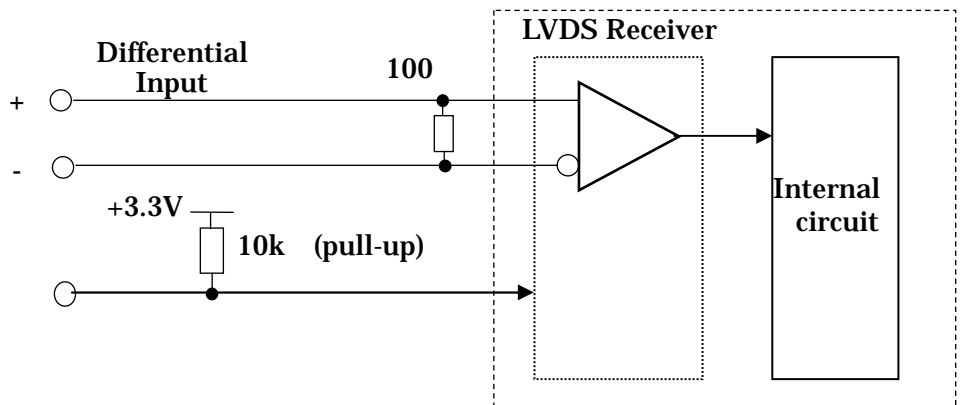 LVDS Receiver
Differential
Input
100
+
-
+3.3V
10k (pull-up)
Internal
circuit